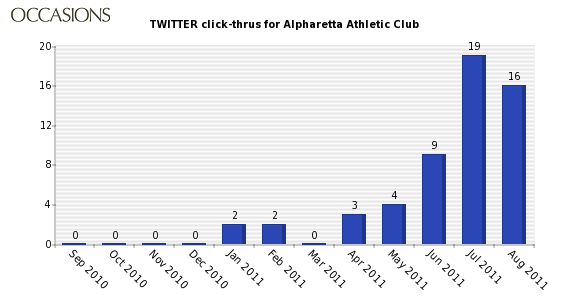 OCCASIONS
TWITTER click-thrus for Alpharetta Athletic Club
20
16
12
8
4
0
0
0
0
0
2
2
0
3
4
9
19
16
Sep 2010
Oct 2010
Nov 2010
Dec 2010
Jan 2011
Feb 2011
Mar 2011
Apr 2011
May 2011
Jun 2011
Jul 2011
Aug 2011